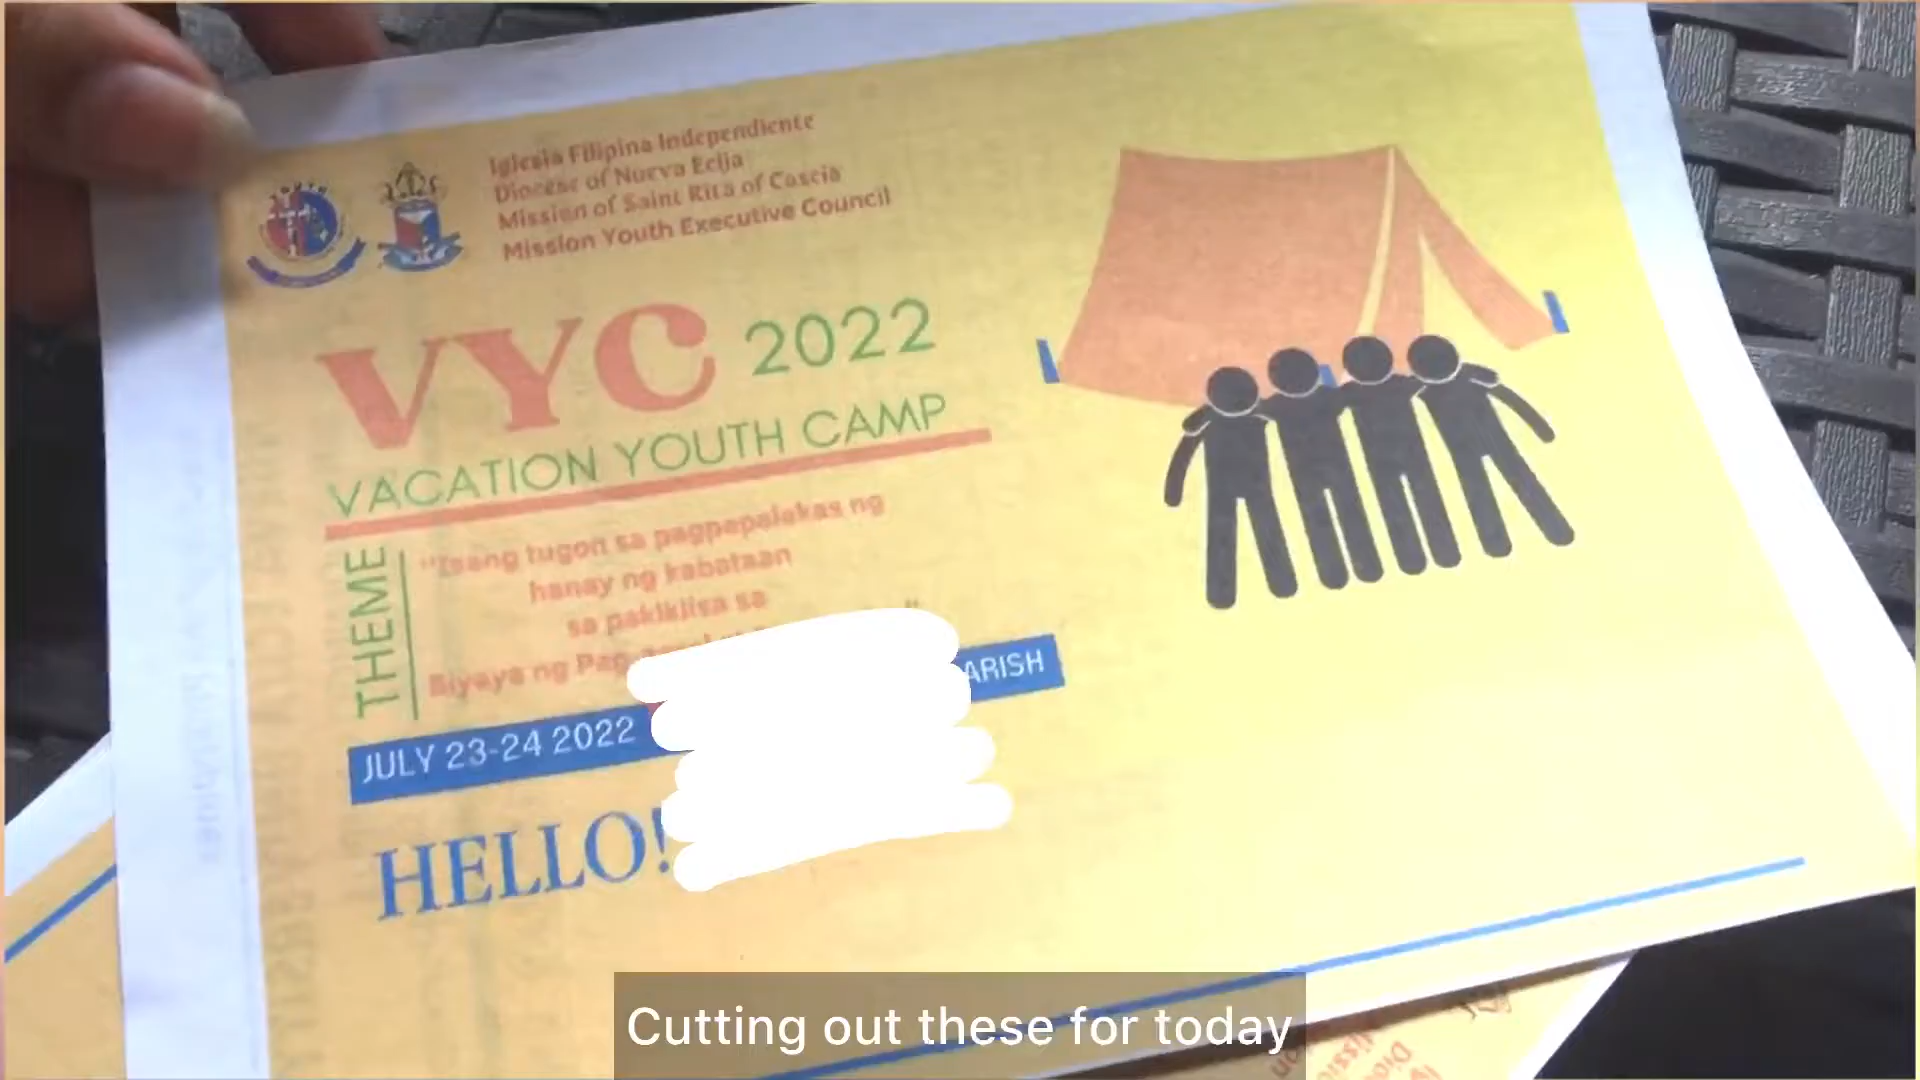 Iglesia Filipina Independiente
Diocese of Nueva Ecija
Mission of Saint Rita of Cascia
Mission Youth Executive Council
VYC 2022
VACATION YOUTH CAMP
THEME
"Isang tugon sa pagpapalakas ng
hanay ng kabataan
sa pakikiisa sa
Biyaya ng
JULY 23-24 2022 ARISH
HELLO!
Cutting out these for today